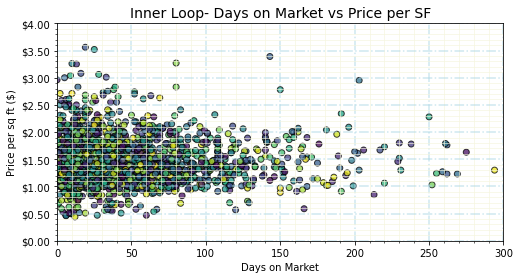 Inner Loop- Days on Market vs Price per SF
$4.00
$3.50
$3.00
$2.50
$2.00
$1.50
$1.00
$0.50
$0.00
Price per sq ft ($)
0 50 100 150 200 250 300
Days on Market